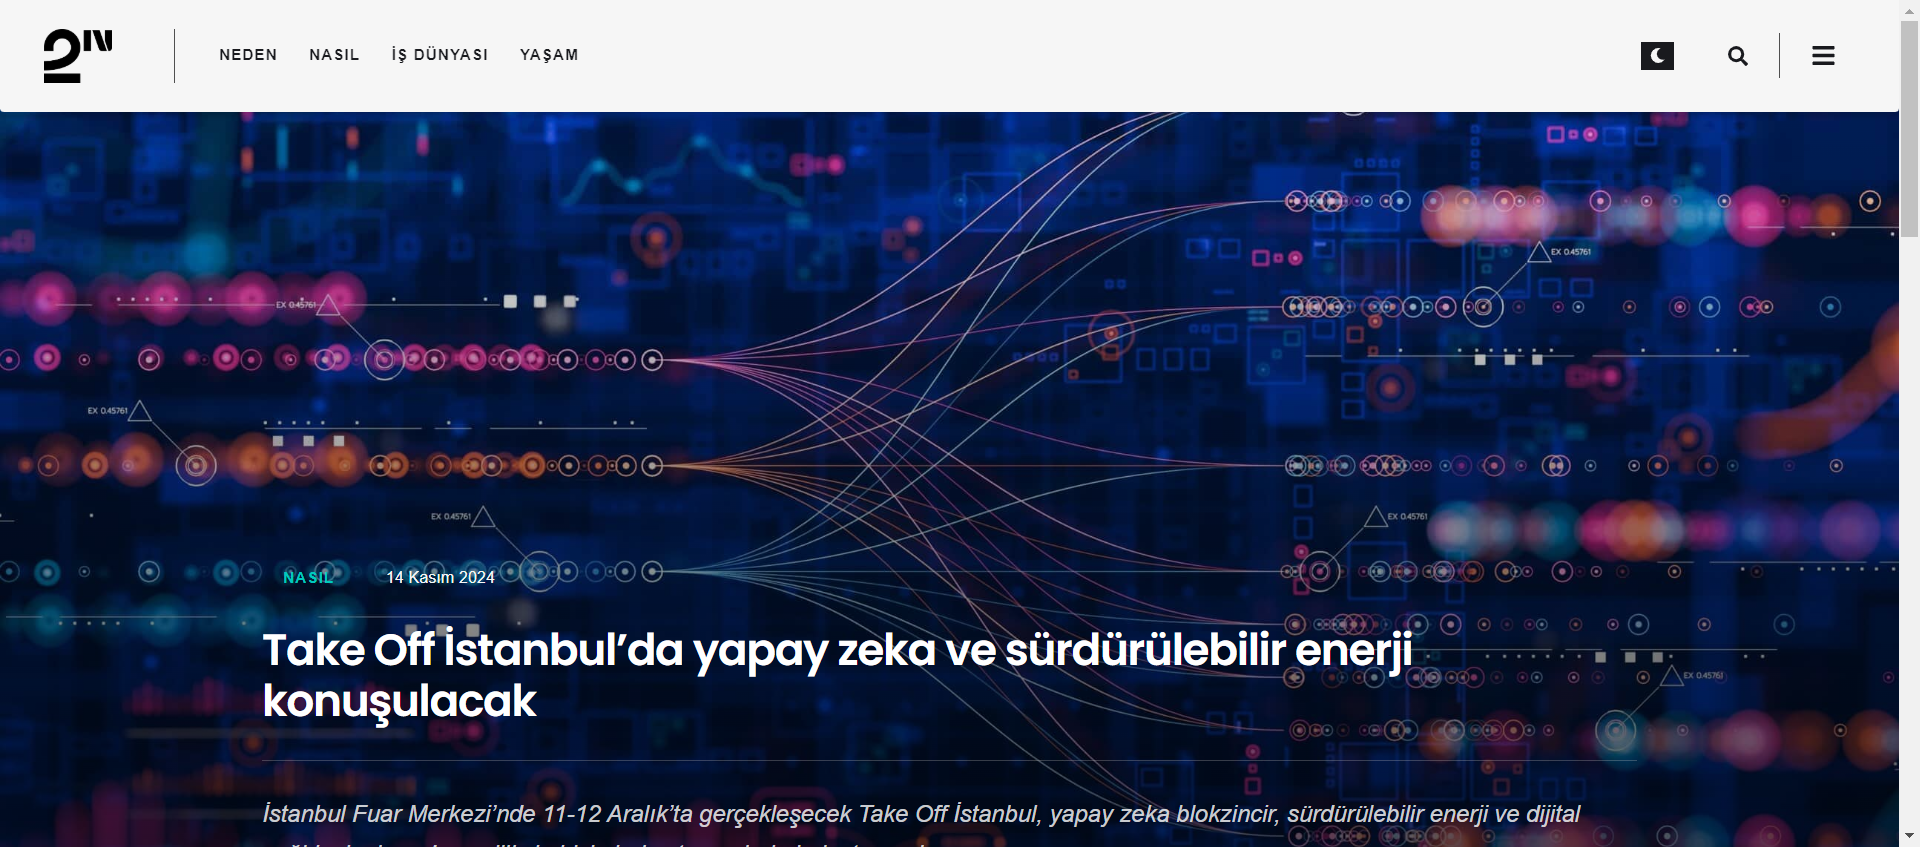 2N
NEDEN NASIL İŞ DÜNYASI YAŞAM
EX 0.45761
EX 0.45761
EX 0.45761
EX 0.45761
EX 0.45761
NASIL 14 Kasım 2024
Take Off İstanbul’da yapay zeka ve sürdürülebilir enerji
konuşulacak
EX 0.45761
İstanbul Fuar Merkezi’nde 11-12 Aralık’ta gerçekleşecek Take Off İstanbul, yapay zeka blokzincir, sürdürülebilir enerji ve dijital